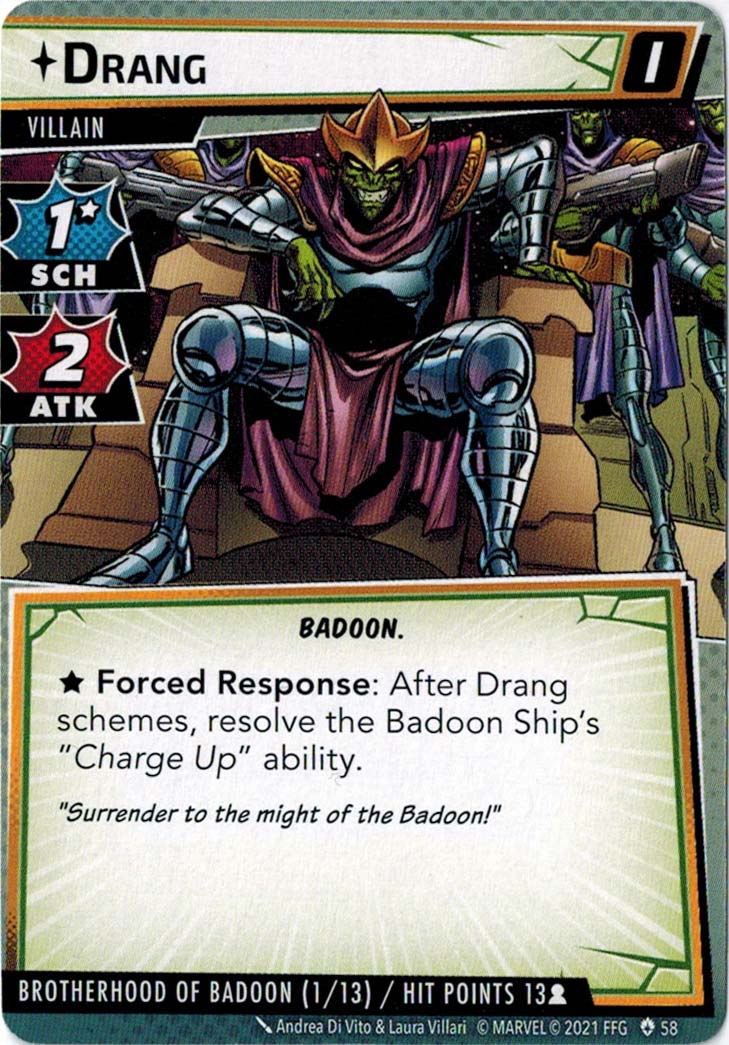 DRANG
I
VILLAIN
1★
SCH
2
ATK
BADOON.
★ Forced Response: After Drang
schemes, resolve the Badoon Ship's
"Charge Up" ability.
"Surrender to the might of the Badoon!"
BROTHERHOOD OF BADOON (1/13) / HIT POINTS 13
Andrea Di Vito & Laura Villari © MARVEL © 2021 FFG 58